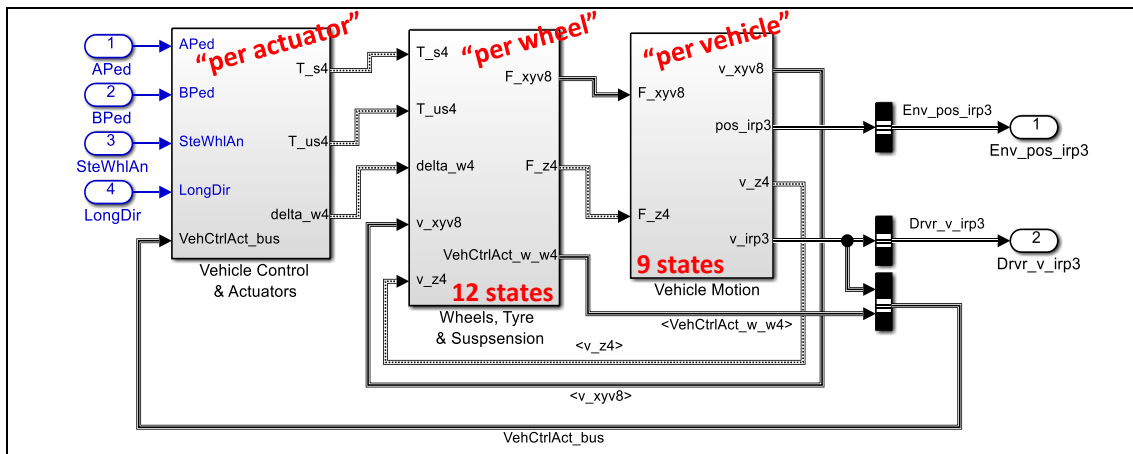 1
APed
2
BPed
3
SteWhlAn
4
LongDir
"per actuator"
APed
BPed
SteWhlAn
LongDir
VehCtrlAct_bus
T_s4
T_us4
delta_w4
Vehicle Control
& Actuators
"per wheel"
T_s4
T_us4
delta_w4
v_xyv8
v_z4
F_xyv8
F_z4
VehCtrlAct_w_w4
12 states
Wheels, Tyre
& Suspsension
"per vehicle"
F_xyv8
F_z4
v_xyv8
pos_irp3
v_z4
v_irp3
9 states
Vehicle Motion
Env_pos_irp3
1
Env_pos_irp3
Drvr_v_irp3
2
Drvr_v_irp3
<VehCtrlAct_w_w4>
<v_z4>
<v_xyv8>
VehCtrlAct_bus